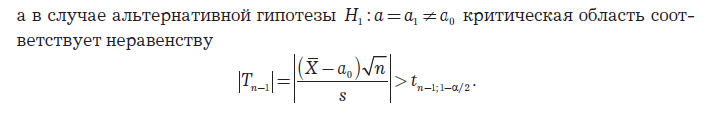 а в случае альтернативной гипотезы H₁ : a = a₁ ≠ a₀ критическая область соот-
ветствует неравенству
|Tₙ₋₁| = |(X̅ − a₀)√n / s| > tₙ₋₁; ₁₋α/₂ .